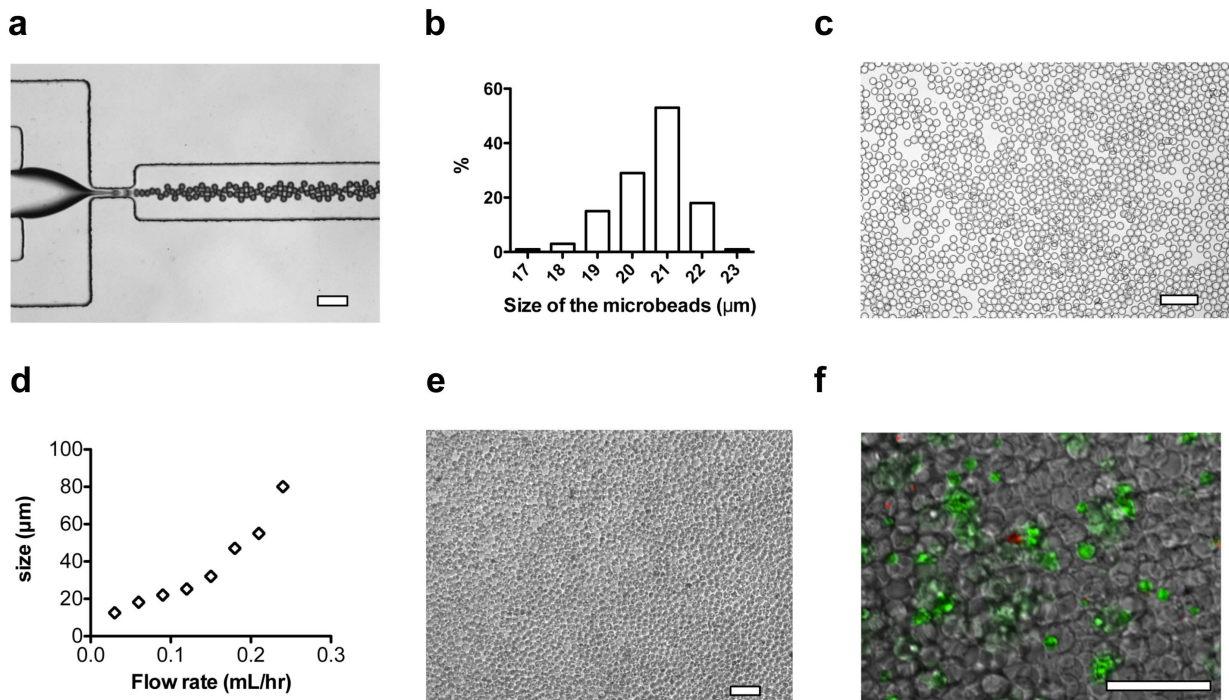 a
b
c
60
40
20
0
%
17 18 19 20 21 22 23
Size of the microbeads (µm)
d
e
f
100
80
60
40
20
0
size (µm)
0.0 0.1 0.2 0.3
Flow rate (mL/hr)